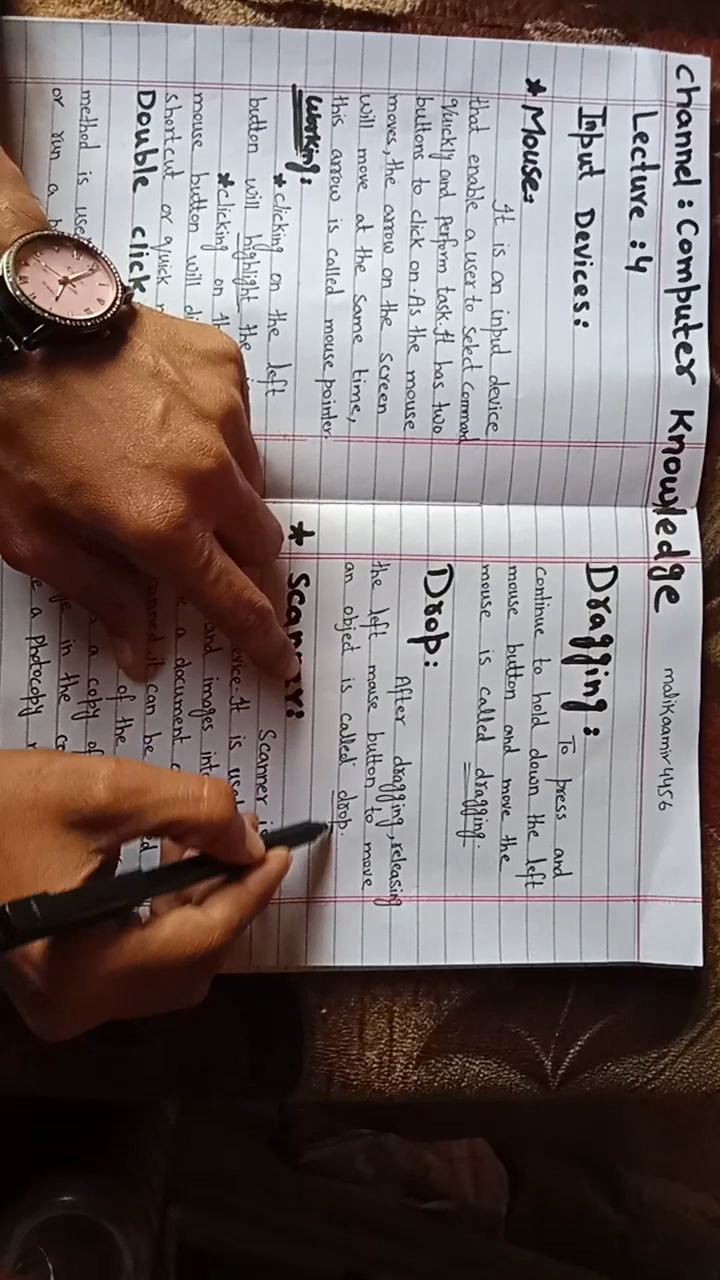 Channel : Computer Knowledge
malikaamir4456
Lecture : 4
Input Devices:
* Mouse:
It is an input device
that enable a user to select command
quickly and perform task. It has two
buttons to click on. As the mouse
moves, the arrow on the screen
will move at the same time,
this arrow is called mouse pointer.
Working:
* clicking on the left
button will highlight the
* clicking on
mouse button will
shortcut or quick
Double click
method is
or run a
Dragging:
To press and
continue to hold down the left
mouse button and move the
mouse is called dragging.
Drop:
After dragging, releasing
the left mouse button to move
an object is called drop.
* Scanner:
Scanner
It is
and images
a document
it can be
of the
a copy of
in the
a photocopy